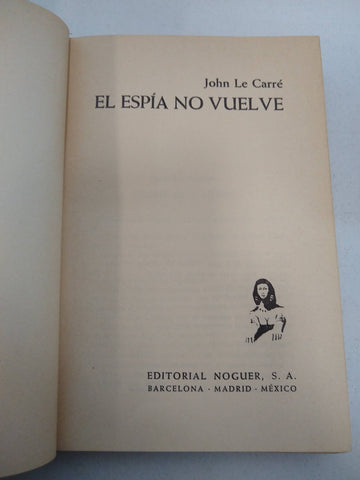 John Le Carré
EL ESPÍA NO VUELVE
EDITORIAL NOGUER, S. A.
BARCELONA · MADRID · MÉXICO